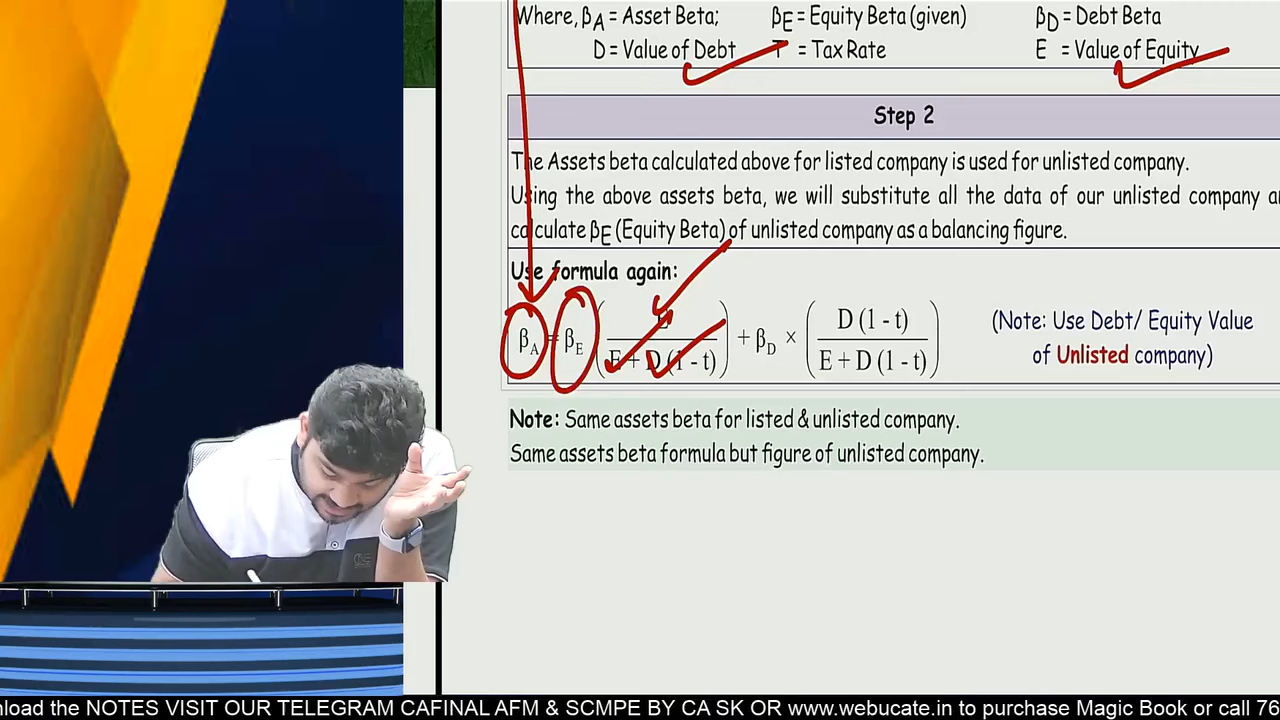 Where, βA = Asset Beta; βE = Equity Beta (given) βD = Debt Beta
D = Value of Debt T = Tax Rate E = Value of Equity
Step 2
The Assets beta calculated above for listed company is used for unlisted company.
Using the above assets beta, we will substitute all the data of our unlisted company
calculate βE (Equity Beta) of unlisted company as a balancing figure.
Use formula again:
βA = βE (E / E + D (1 - t)) + βD × (D (1 - t) / E + D (1 - t)) (Note: Use Debt/ Equity Value
of Unlisted company)
Note: Same assets beta for listed & unlisted company.
Same assets beta formula but figure of unlisted company.
nload the NOTES VISIT OUR TELEGRAM CAFINAL AFM & SCMPE BY CA SK OR www.webucate.in to purchase Magic Book or call 76